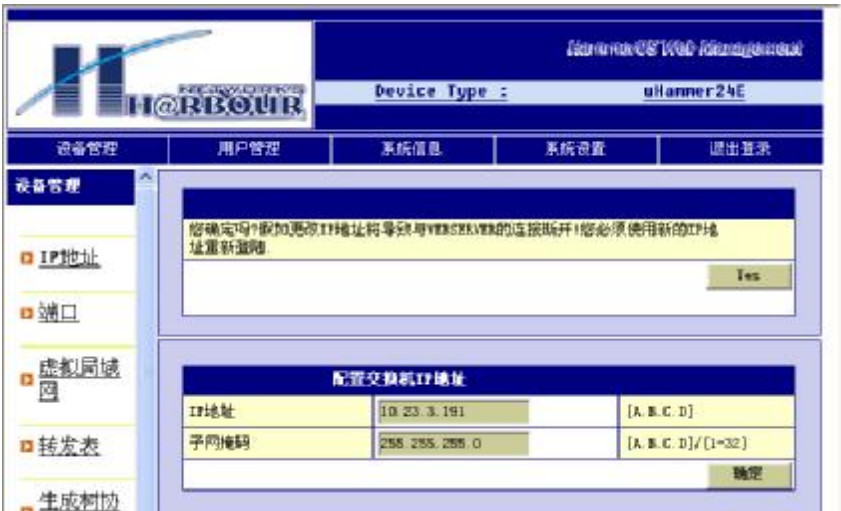 HammerOS Web Management
NETWORKS
H@RBOUR
Device Type : uHammer24E
设备管理 用户管理 系统信息 系统设置 退出登录
设备管理
您确定吗?假如更改IP地址将导致与WEBSERVER的连接断开!您必须使用新的IP地
址重新登陆.
Yes
IP地址
端口
虚拟局域
网
转发表
生成树协
配置交换机IP地址
IP地址 10.23.3.191 [A.B.C.D]
子网掩码 255.255.255.0 [A.B.C.D]/[1-32]
确定